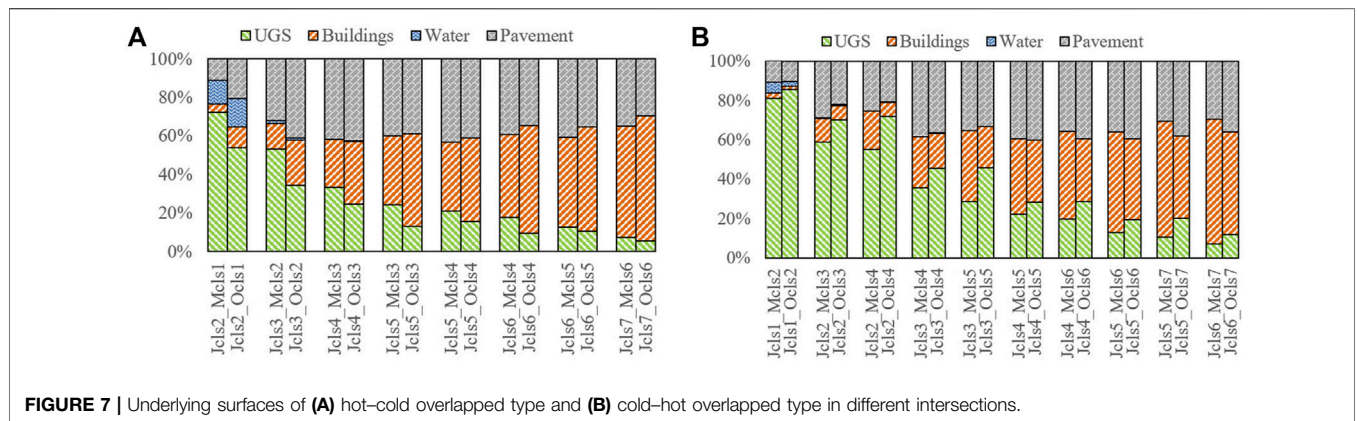 A
UGS Buildings Water Pavement
100%
80%
60%
40%
20%
0%
Jcls2_Mcls1
Jcls2_Ocls1
Jcls3_Mcls2
Jcls3_Ocls2
Jcls4_Mcls3
Jcls4_Ocls3
Jcls5_Mcls3
Jcls5_Ocls3
Jcls5_Mcls4
Jcls5_Ocls4
Jcls6_Mcls4
Jcls6_Ocls4
Jcls6_Mcls5
Jcls6_Ocls5
Jcls7_Mcls6
Jcls7_Ocls6
B
UGS Buildings Water Pavement
100%
80%
60%
40%
20%
0%
Jcls1_Mcls2
Jcls1_Ocls2
Jcls2_Mcls3
Jcls2_Ocls3
Jcls2_Mcls4
Jcls2_Ocls4
Jcls3_Mcls4
Jcls3_Ocls4
Jcls3_Mcls5
Jcls3_Ocls5
Jcls4_Mcls5
Jcls4_Ocls5
Jcls4_Mcls6
Jcls4_Ocls6
Jcls5_Mcls6
Jcls5_Ocls6
Jcls5_Mcls7
Jcls5_Ocls7
Jcls6_Mcls7
Jcls6_Ocls7
FIGURE 7 | Underlying surfaces of (A) hot–cold overlapped type and (B) cold–hot overlapped type in different intersections.